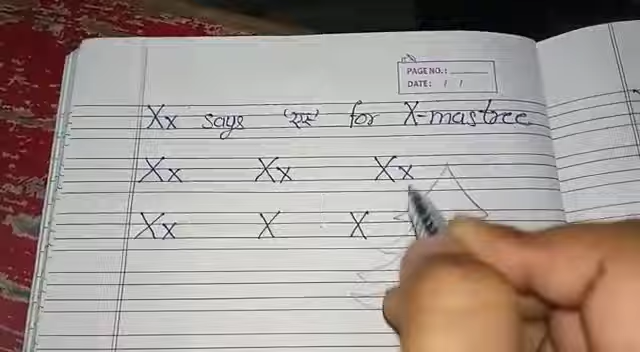 PAGE NO.:
DATE: / /
Xx says for X-mastree
Xx Xx Xx
Xx X X